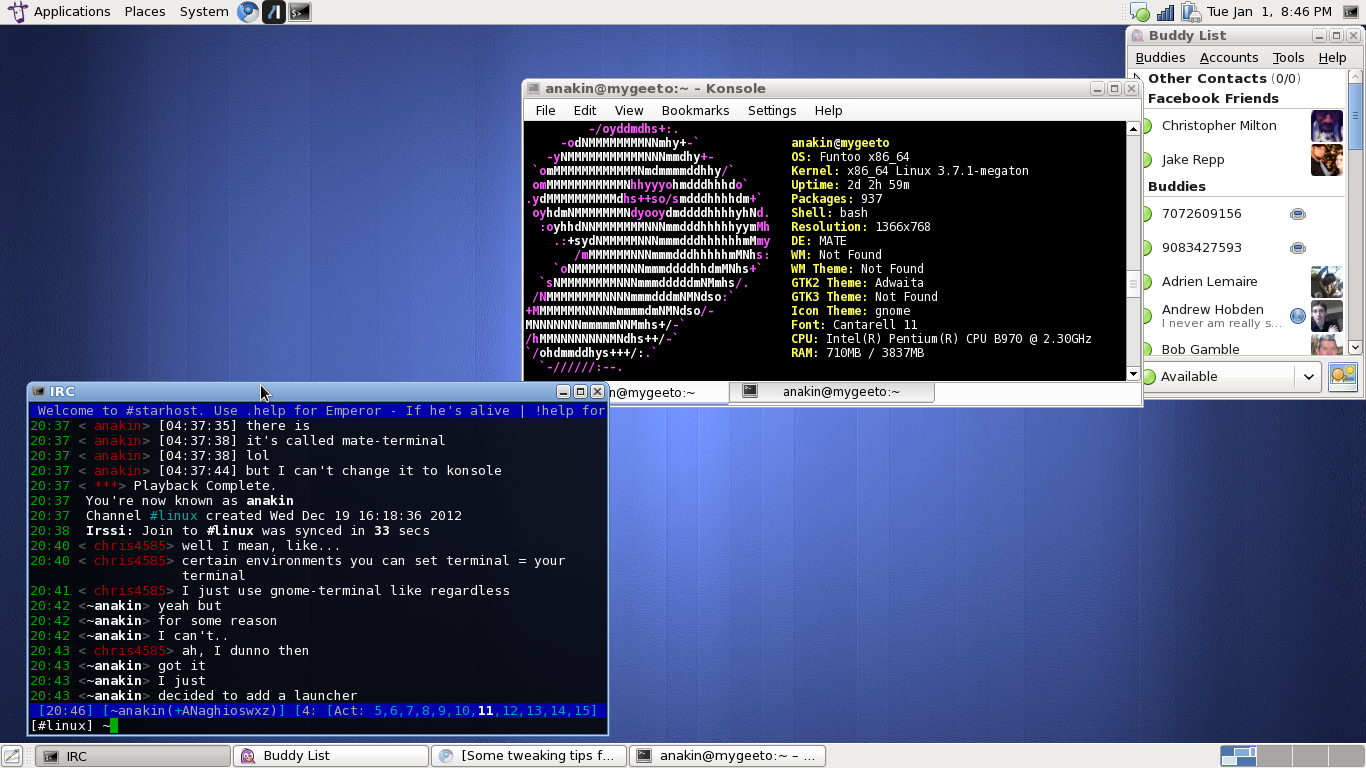 Applications Places System Tue Jan 1, 8:46 PM
Buddy List
Buddies Accounts Tools Help
Other Contacts (0/0)
Facebook Friends
Christopher Milton
Jake Repp
Buddies
7072609156
9083427593
Adrien Lemaire
Andrew Hobden
I never am really s...
Bob Gamble
Available
anakin@mygeeto:~ – Konsole
File Edit View Bookmarks Settings Help
-/oyddmdhs+:.
-odNMMMMMMMMNNmhy+-`
-yNMMMMMMMMMMMNNNmmdhy+-
`omMMMMMMMMMMMMNmdmmmmddhhy/`
omMMMMMMMMMMMNhhyyyohmdddhhhdo`
.ydMMMMMMMMMMdhs++so/smdddhhhhdm+`
oyhdmNMMMMMMMNdyooydmddddhhhhyhNd.
:oyhhdNNMMMMMMMNNNmmdddhhhhhyymMh
.:+sydNMMMMMNNNmmmdddhhhhhhmMmy
/mMMMMMMNNNmmmdddhhhhhmMNhs:
`oNMMMMMMMNNNmmmddddhhdmMNhs+`
`sNMMMMMMMMNNNmmmdddddmNMmhs/.
/NMMMMMMMMNNNNmmmdddmNMNdso:`
+MMMMMMMNNNNNmmmmdmNMNdso/-
MNNNNNNNmmmmmNNMmhs+/-`
/hMMNNNNNNNNMNdhs++/-`
`/ohdmmddhys+++/:.`
`-//////:--.
anakin@mygeeto
OS: Funtoo x86_64
Kernel: x86_64 Linux 3.7.1-megaton
Uptime: 2d 2h 59m
Packages: 937
Shell: bash
Resolution: 1366x768
DE: MATE
WM: Not Found
WM Theme: Not Found
GTK2 Theme: Adwaita
GTK3 Theme: Not Found
Icon Theme: gnome
Font: Cantarell 11
CPU: Intel(R) Pentium(R) CPU B970 @ 2.30GHz
RAM: 710MB / 3837MB
n@mygeeto:~ anakin@mygeeto:~
IRC
Welcome to #starhost. Use .help for Emperor - If he's alive | !help for
20:37 < anakin> [04:37:35] there is
20:37 < anakin> [04:37:38] it's called mate-terminal
20:37 < anakin> [04:37:38] lol
20:37 < anakin> [04:37:44] but I can't change it to konsole
20:37 < ***> Playback Complete.
20:37 You're now known as anakin
20:37 Channel #linux created Wed Dec 19 16:18:36 2012
20:38 Irssi: Join to #linux was synced in 33 secs
20:40 < chris4585> well I mean, like...
20:40 < chris4585> certain environments you can set terminal = your
terminal
20:41 < chris4585> I just use gnome-terminal like regardless
20:42 <~anakin> yeah but
20:42 <~anakin> for some reason
20:42 <~anakin> I can't..
20:43 < chris4585> ah, I dunno then
20:43 <~anakin> got it
20:43 <~anakin> I just
20:43 <~anakin> decided to add a launcher
[20:46] [~anakin(+ANaghioswxz)] [4: [Act: 5,6,7,8,9,10,11,12,13,14,15]
[#linux] ~
IRC Buddy List [Some tweaking tips f... anakin@mygeeto:~ – ...